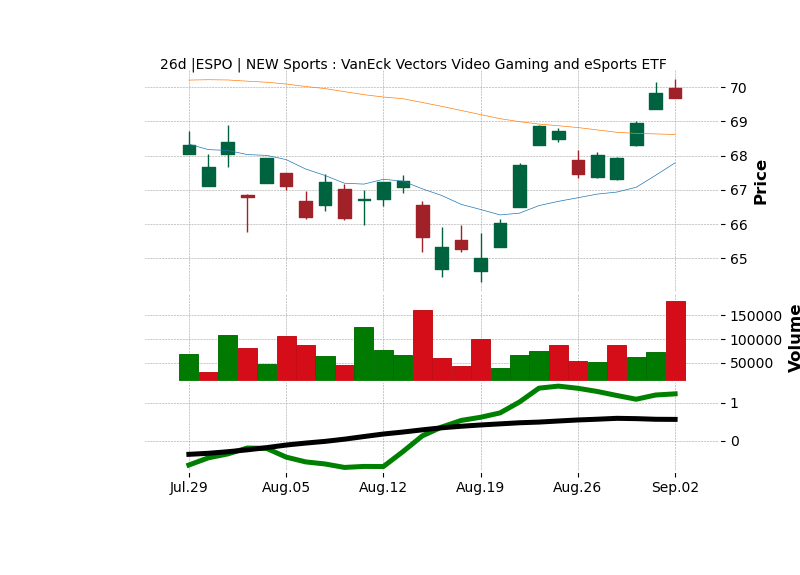 26d |ESPO | NEW Sports : VanEck Vectors Video Gaming and eSports ETF
70
69
68
67
66
65
Price
150000
100000
50000
Volume
1
0
Jul.29 Aug.05 Aug.12 Aug.19 Aug.26 Sep.02